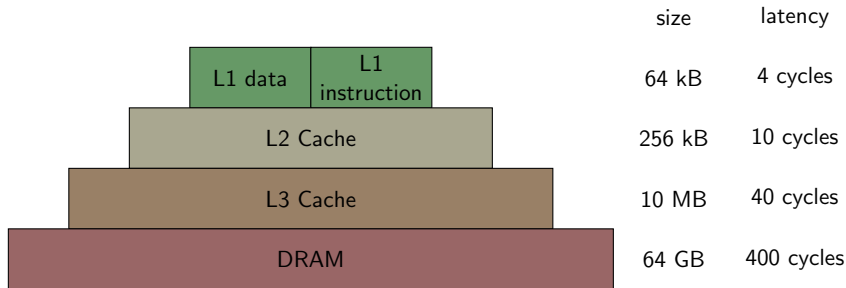 size latency
L1 data L1 instruction 64 kB 4 cycles
L2 Cache 256 kB 10 cycles
L3 Cache 10 MB 40 cycles
DRAM 64 GB 400 cycles